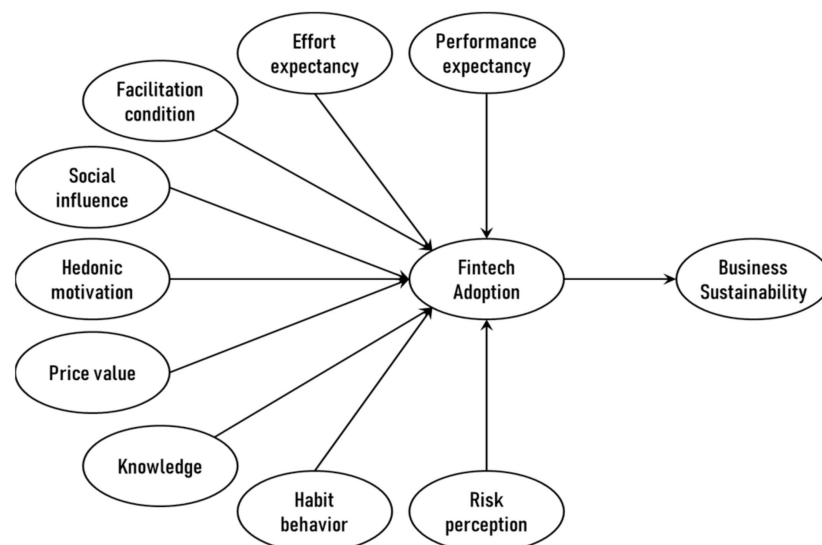 Effort
expectancy
Performance
expectancy
Facilitation
condition
Social
influence
Hedonic
motivation
Fintech
Adoption
Business
Sustainability
Price value
Knowledge
Habit
behavior
Risk
perception